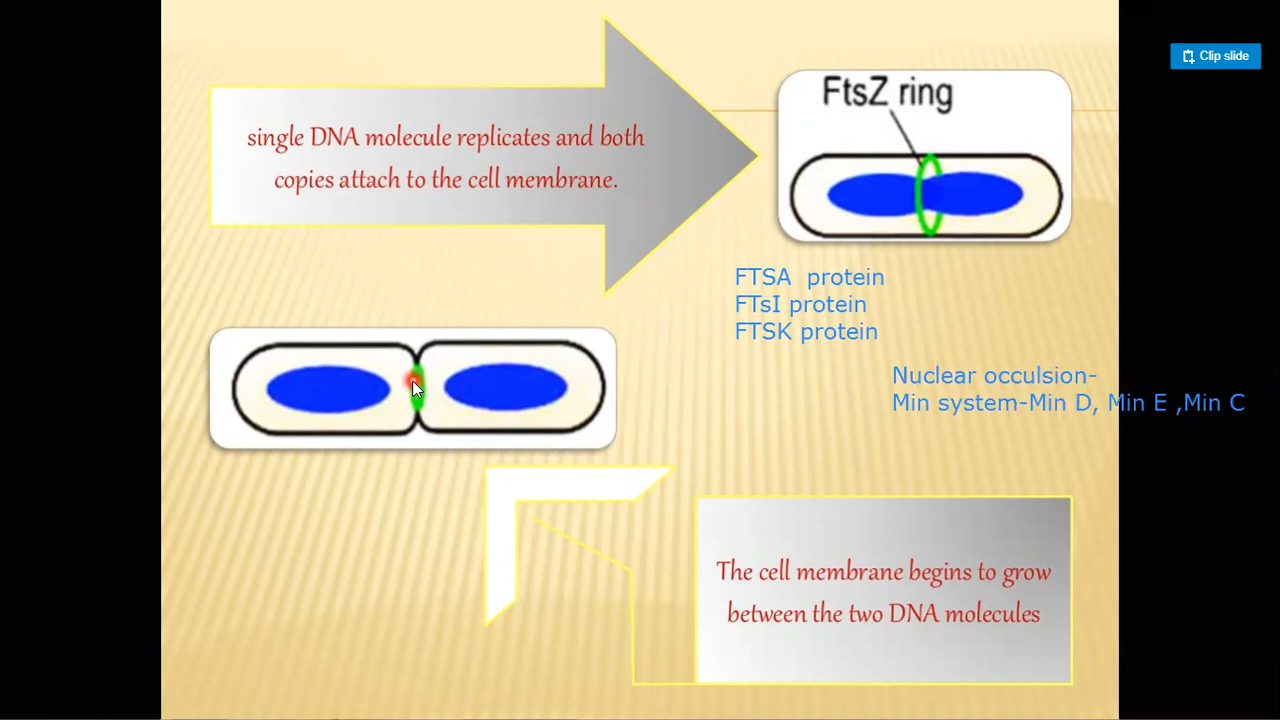 Clip slide
FtsZ ring
single DNA molecule replicates and both
copies attach to the cell membrane.
FTSA  protein
FTsI protein
FTSK protein
Nuclear occulsion-
Min system-Min D, Min E ,Min C
The cell membrane begins to grow
between the two DNA molecules